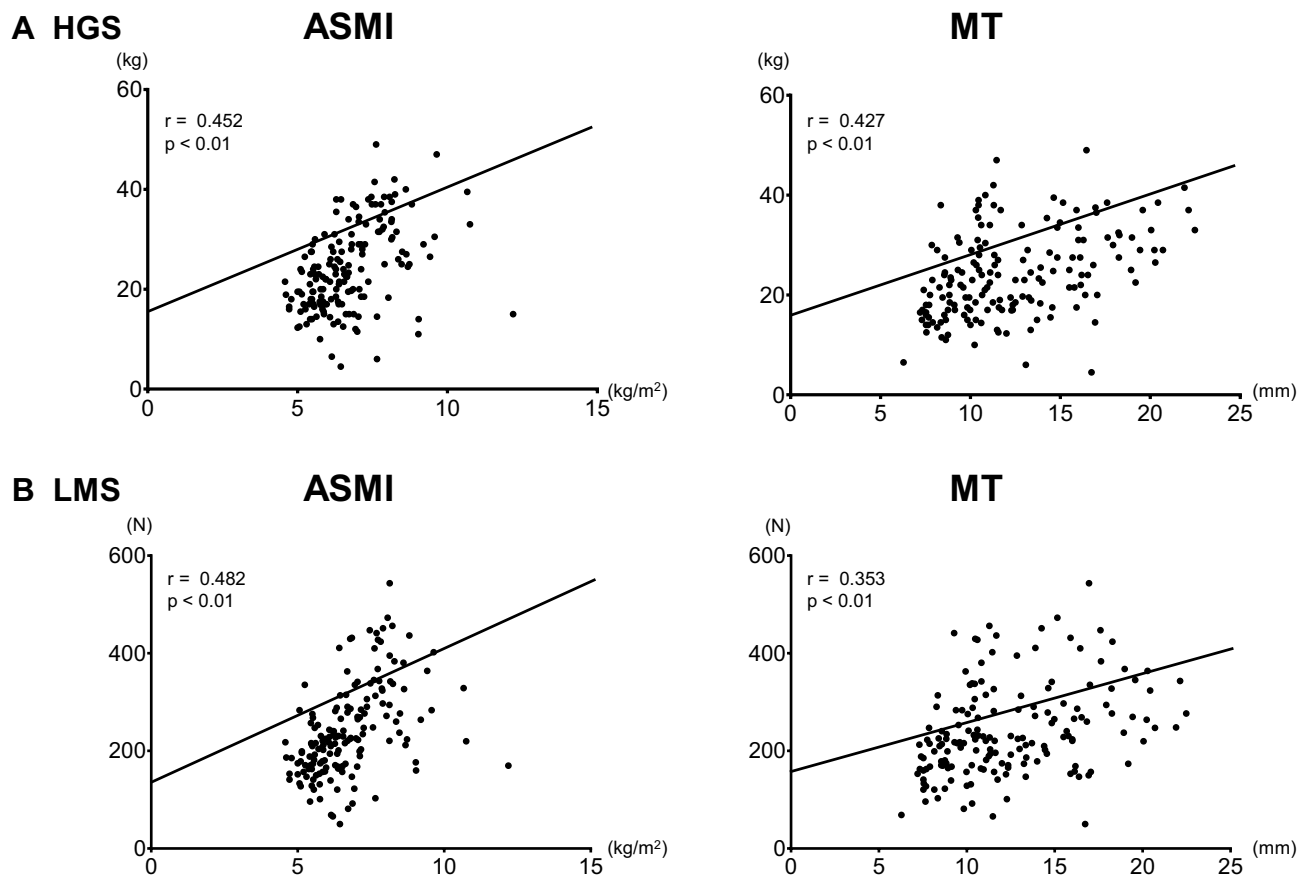 A HGS
ASMI
(kg)
60
40
20
0
r = 0.452
p < 0.01
0 5 10 15
(kg/m²)
MT
(kg)
60
40
20
0
r = 0.427
p < 0.01
0 5 10 15 20 25
(mm)
B LMS
ASMI
(N)
600
400
200
0
r = 0.482
p < 0.01
0 5 10 15
(kg/m²)
MT
(N)
600
400
200
0
r = 0.353
p < 0.01
0 5 10 15 20 25
(mm)